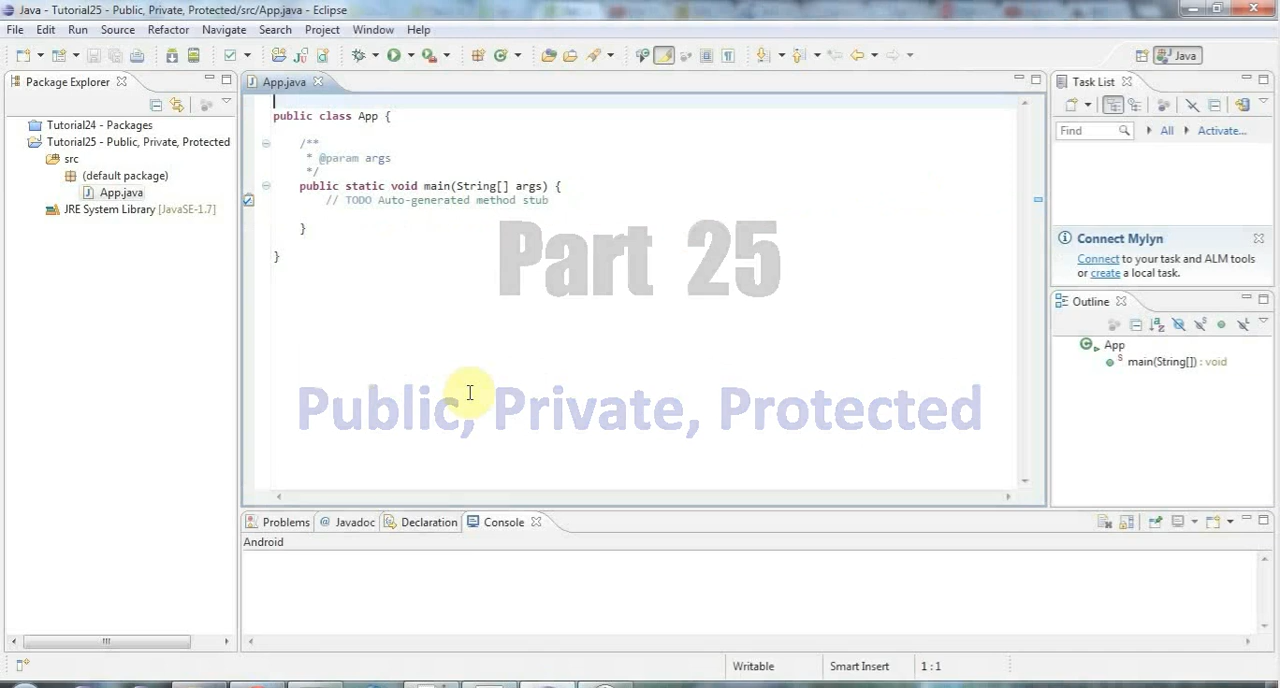 Java - Tutorial25 - Public, Private, Protected/src/App.java - Eclipse
File Edit Run Source Refactor Navigate Search Project Window Help
Java
Package Explorer
App.java
Task List
Tutorial24 - Packages
Tutorial25 - Public, Private, Protected
src
(default package)
App.java
JRE System Library [JavaSE-1.7]
public class App {
/**
* @param args
*/
public static void main(String[] args) {
// TODO Auto-generated method stub
}
}
Part 25
Public, Private, Protected
Find All Activate...
Connect Mylyn
Connect to your task and ALM tools
or create a local task.
Outline
App
S main(String[]) : void
Problems @ Javadoc Declaration Console
Android
Writable Smart Insert 1 : 1